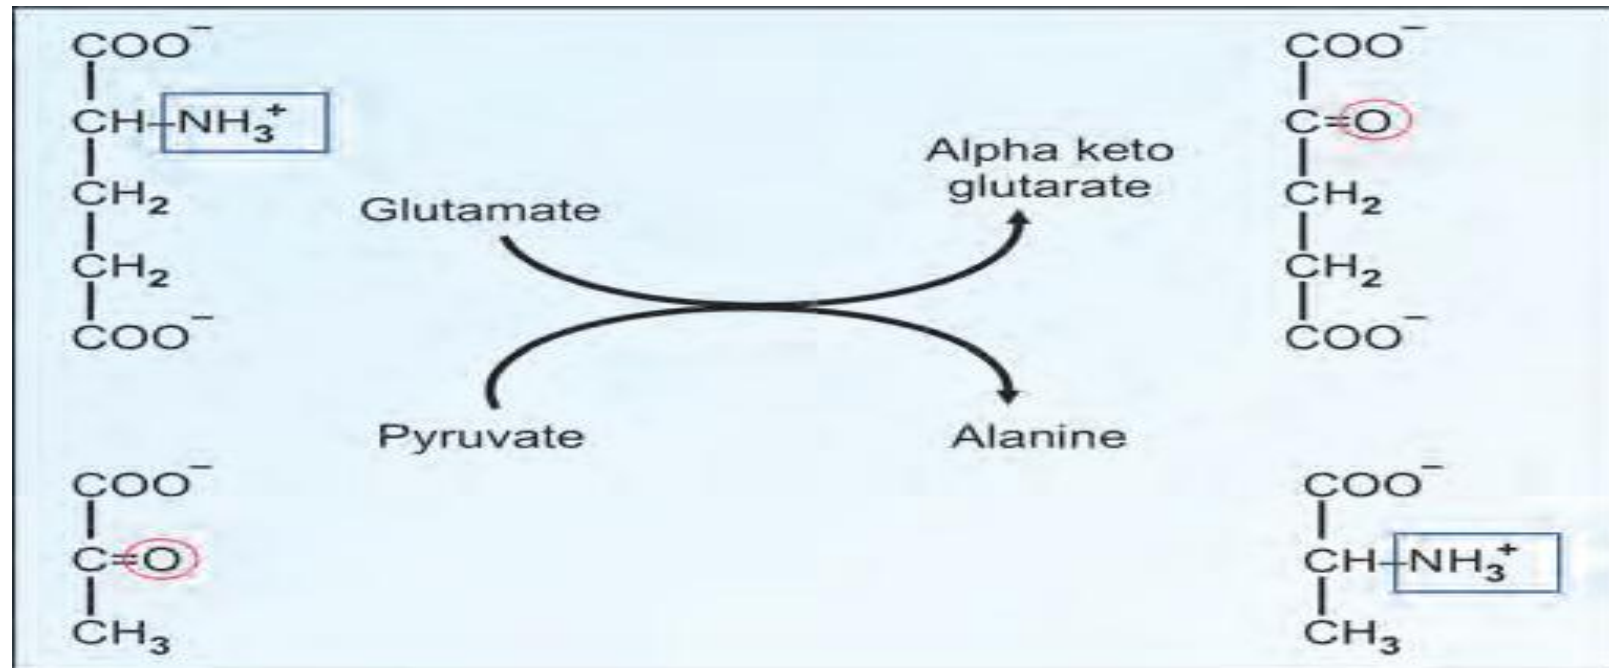 COO⁻
CH–NH₃⁺
CH₂
CH₂
COO⁻
Glutamate
Alpha keto
glutarate
COO⁻
C=O
CH₂
CH₂
COO⁻
Pyruvate
Alanine
COO⁻
C=O
CH₃
COO⁻
CH–NH₃⁺
CH₃